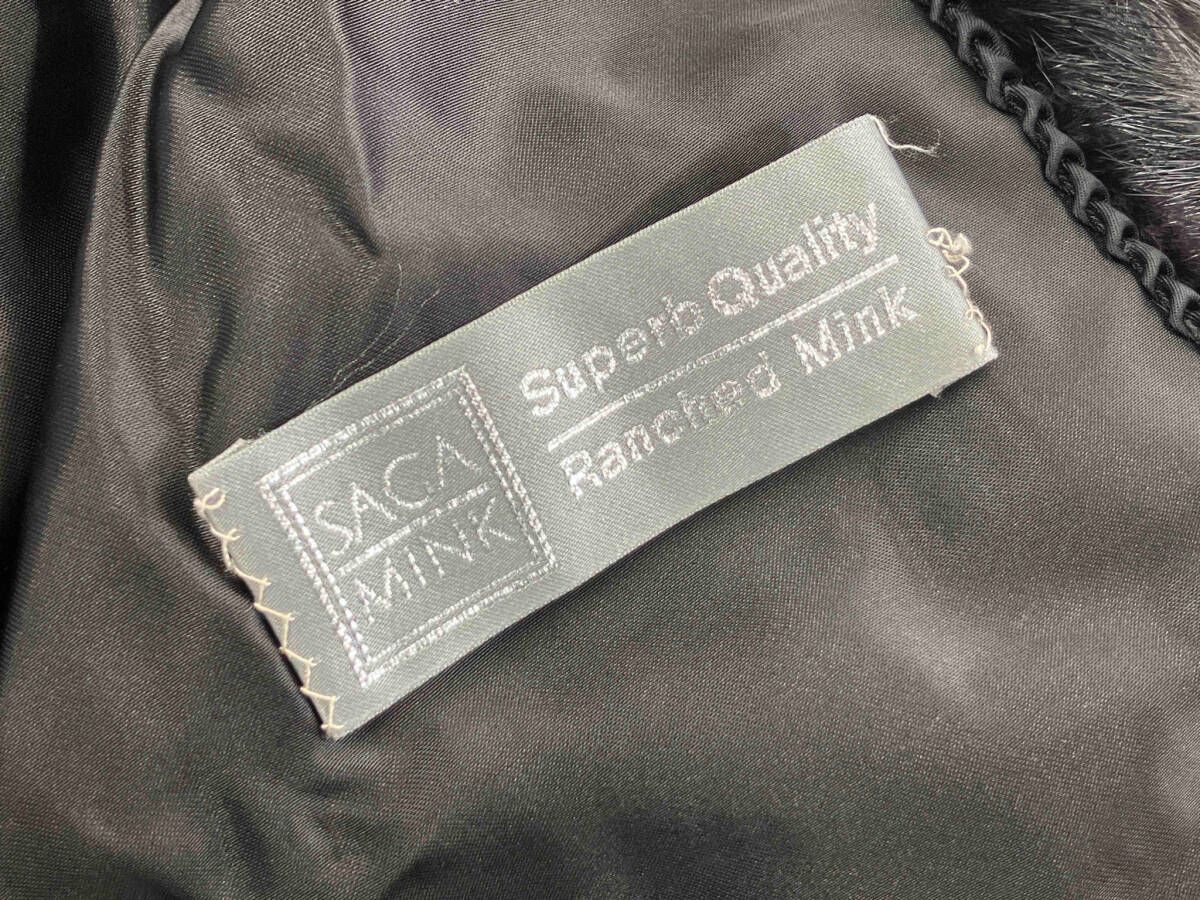 SAGA
MINK
Superb Quality
Ranched Mink